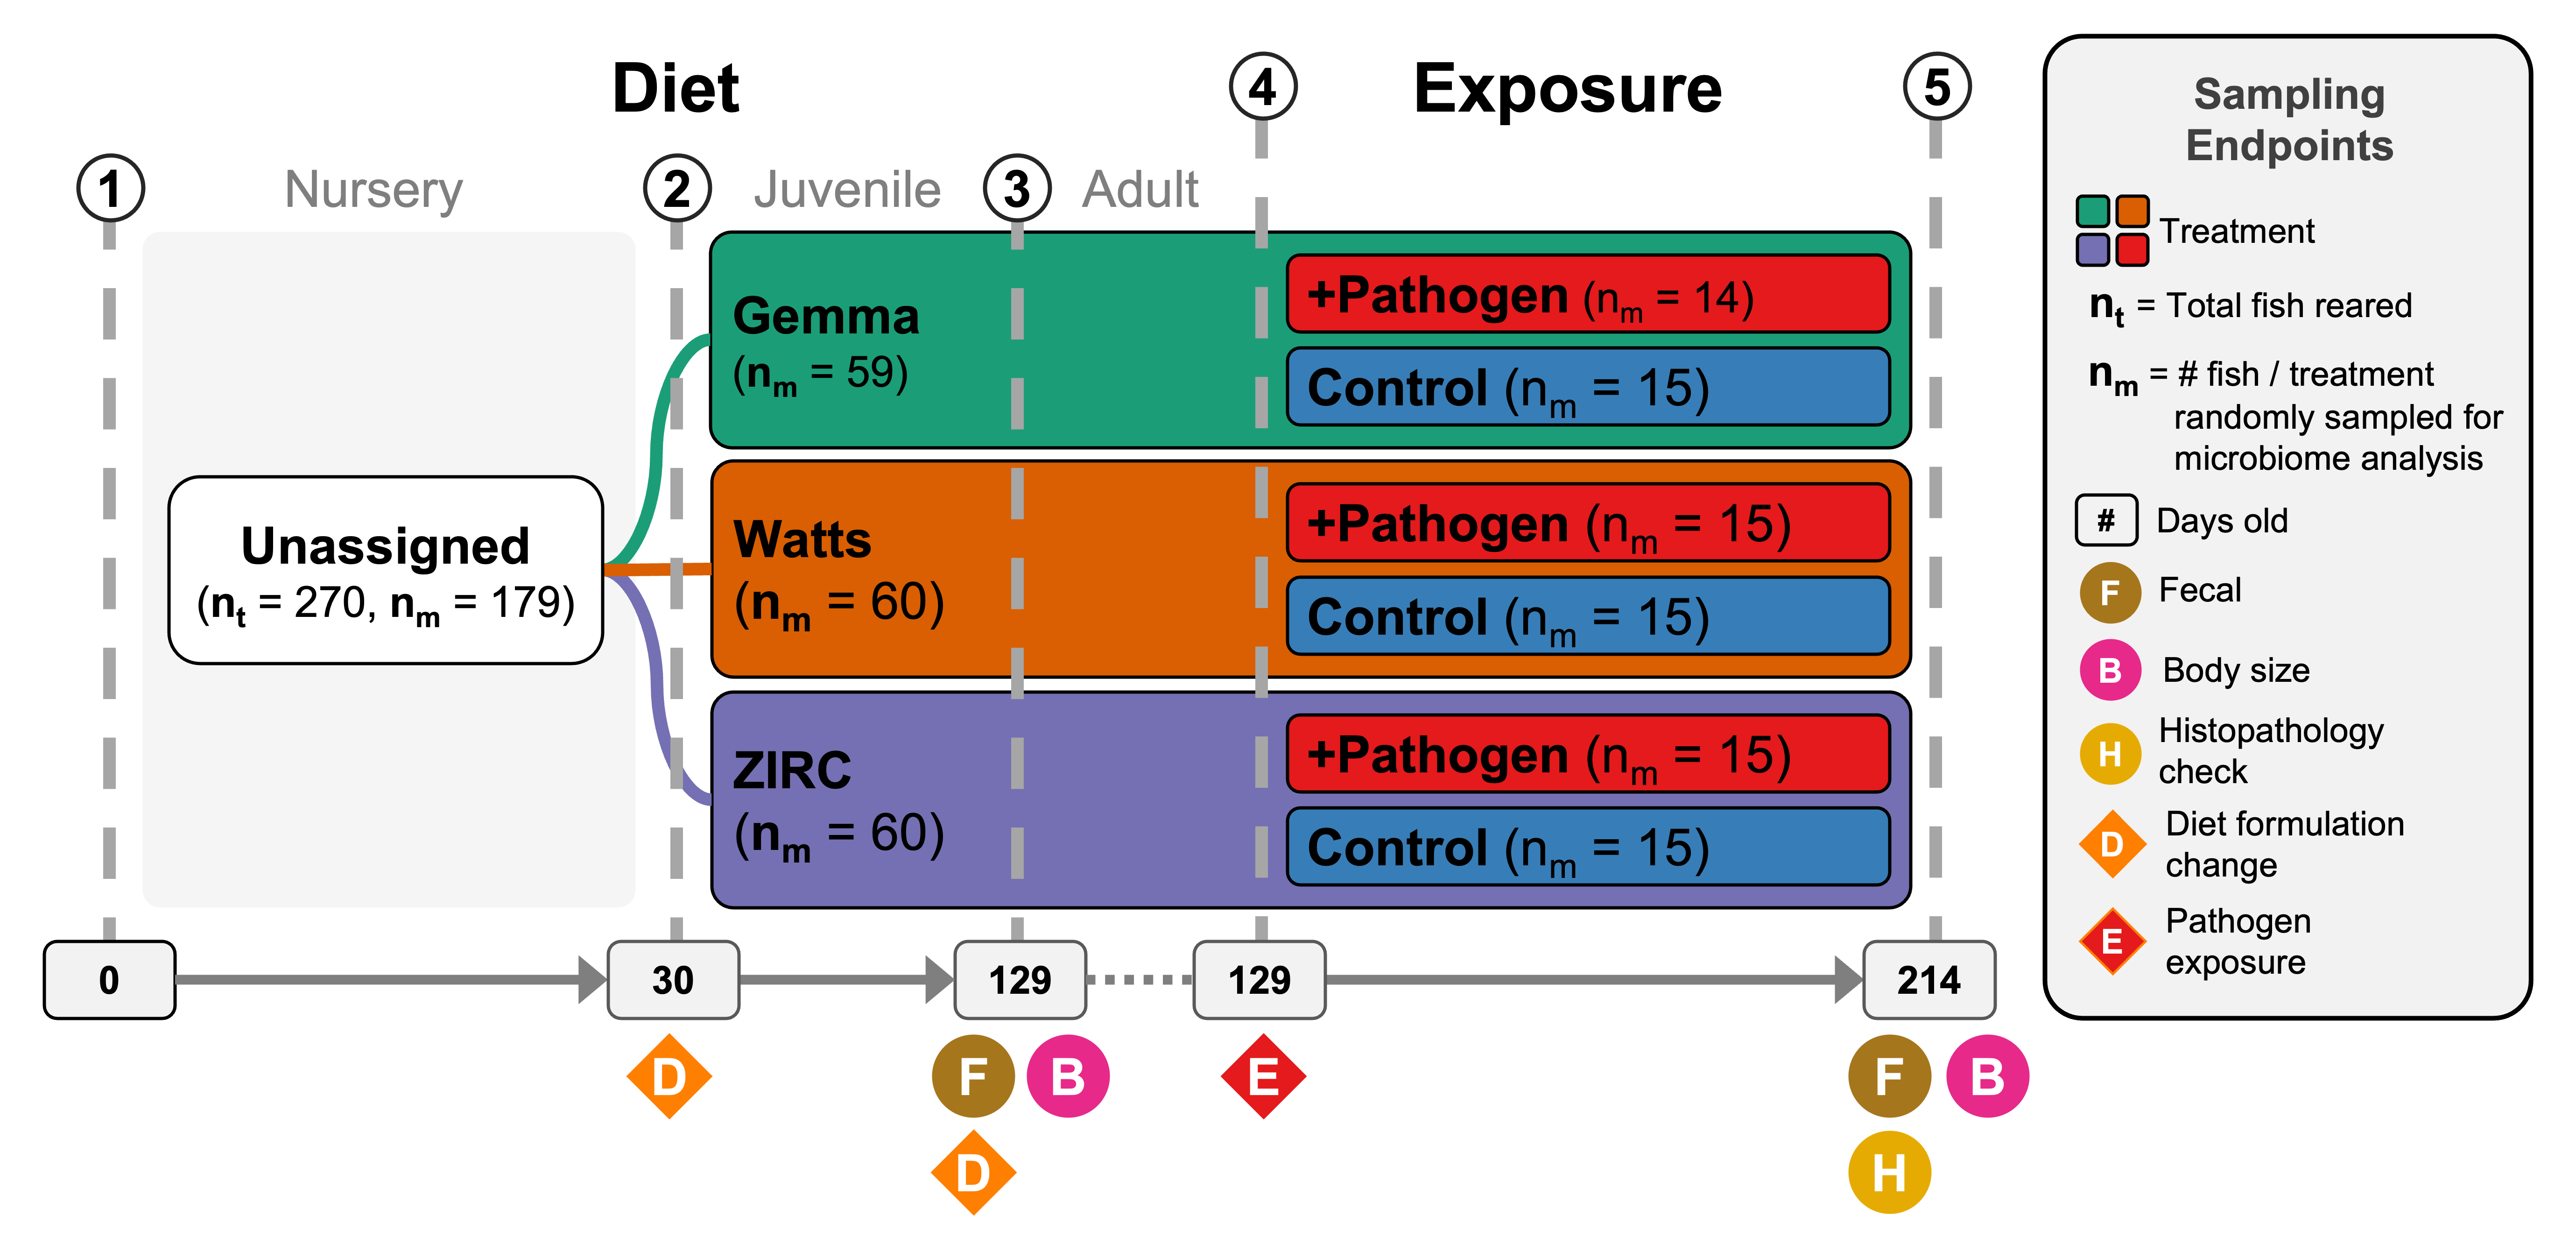 Diet
Exposure
1
Nursery
2
Juvenile
3
Adult
4
5
Unassigned
(nt = 270, nm = 179)
Gemma
(nm = 59)
+Pathogen (nm = 14)
Control (nm = 15)
Watts
(nm = 60)
+Pathogen (nm = 15)
Control (nm = 15)
ZIRC
(nm = 60)
+Pathogen (nm = 15)
Control (nm = 15)
0
30
129
129
214
D
F
B
E
F
B
D
H
Sampling
Endpoints
Treatment
nt = Total fish reared
nm = # fish / treatment
randomly sampled for
microbiome analysis
# Days old
F Fecal
B Body size
H Histopathology
check
D Diet formulation
change
E Pathogen
exposure